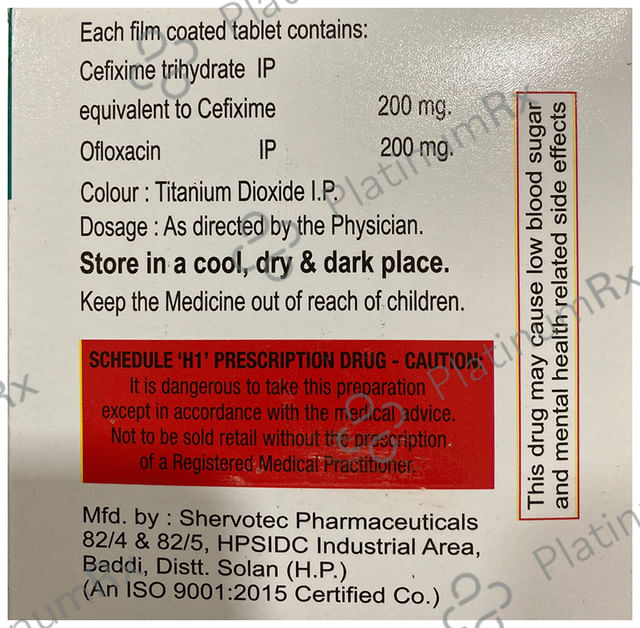 Each film coated tablet contains:
Cefixime trihydrate IP
equivalent to Cefixime 200 mg.
Ofloxacin IP 200 mg.
Colour : Titanium Dioxide I.P.
Dosage : As directed by the Physician.
Store in a cool, dry & dark place.
Keep the Medicine out of reach of children.
SCHEDULE 'H1' PRESCRIPTION DRUG - CAUTION:
It is dangerous to take this preparation
except in accordance with the medical advice.
Not to be sold retail without the prescription
of a Registered Medical Practitioner.
Mfd. by : Shervotec Pharmaceuticals
82/4 & 82/5, HPSIDC Industrial Area,
Baddi, Distt. Solan (H.P.)
(An ISO 9001:2015 Certified Co.)
This drug may cause low blood sugar
and mental health related side effects
PlatinumRx
PlatinumRx
PlatinumRx